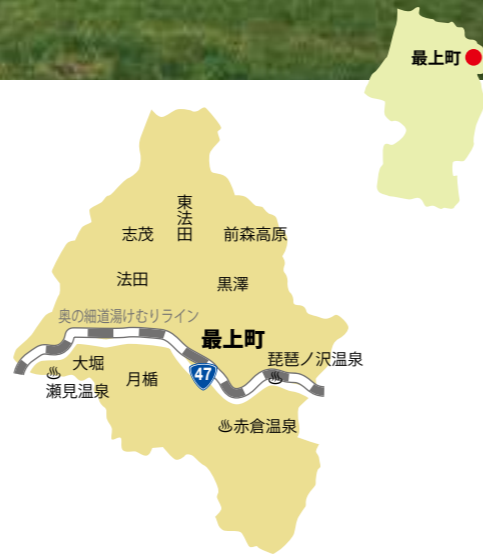 最上町
東法田
志茂
前森高原
法田
黒澤
奥の細道湯けむりライン
最上町
琵琶ノ沢温泉
47
大堀
月楯
瀬見温泉
赤倉温泉